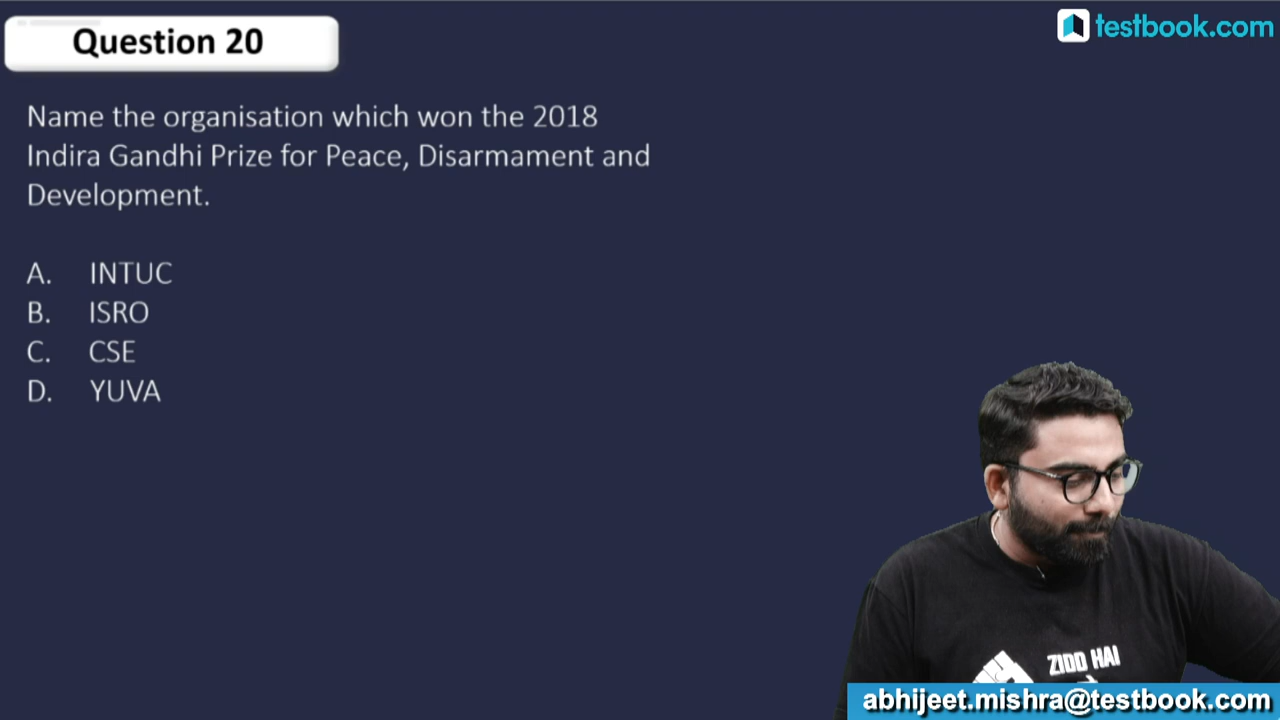 Question 20
testbook.com
Name the organisation which won the 2018
Indira Gandhi Prize for Peace, Disarmament and
Development.
A. INTUC
B. ISRO
C. CSE
D. YUVA
ZIDD HAI
abhijeet.mishra@testbook.com